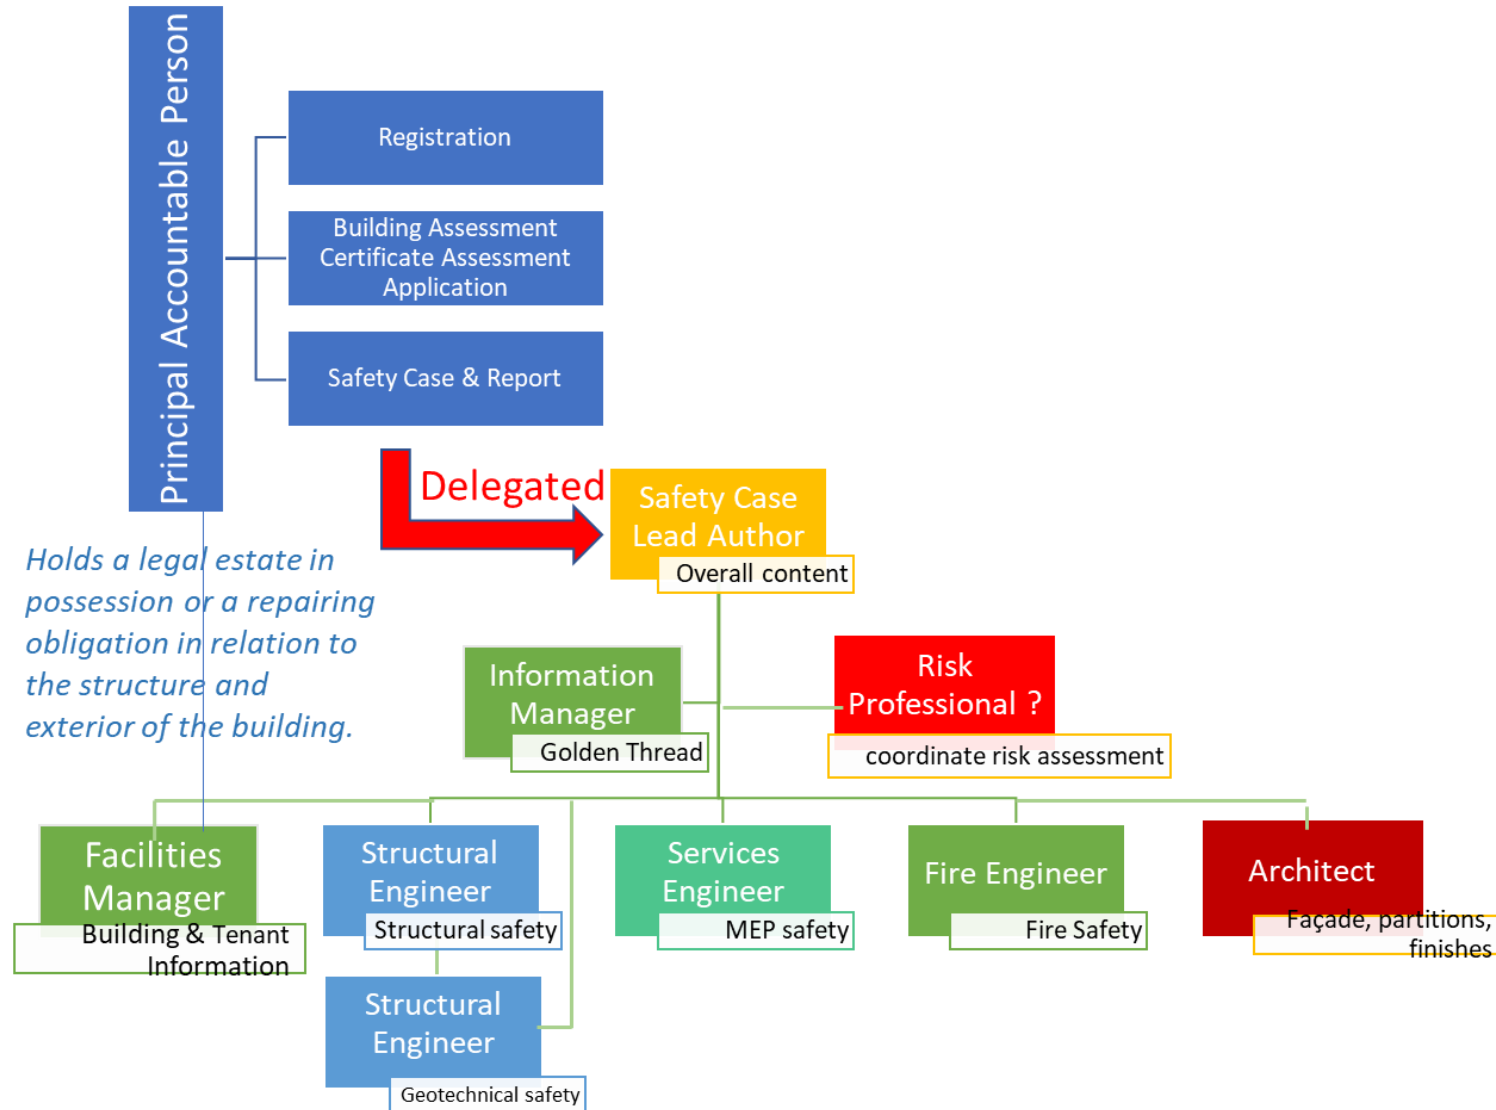 Principal Accountable Person
Registration
Building Assessment
Certificate Assessment
Application
Safety Case & Report
Delegated
Safety Case
Lead Author
Overall content
Holds a legal estate in
possession or a repairing
obligation in relation to
the structure and
exterior of the building.
Information
Manager
Golden Thread
Risk
Professional ?
coordinate risk assessment
Facilities
Manager
Building & Tenant
Information
Structural
Engineer
Structural safety
Services
Engineer
MEP safety
Fire Engineer
Fire Safety
Architect
Façade, partitions,
finishes
Structural
Engineer
Geotechnical safety